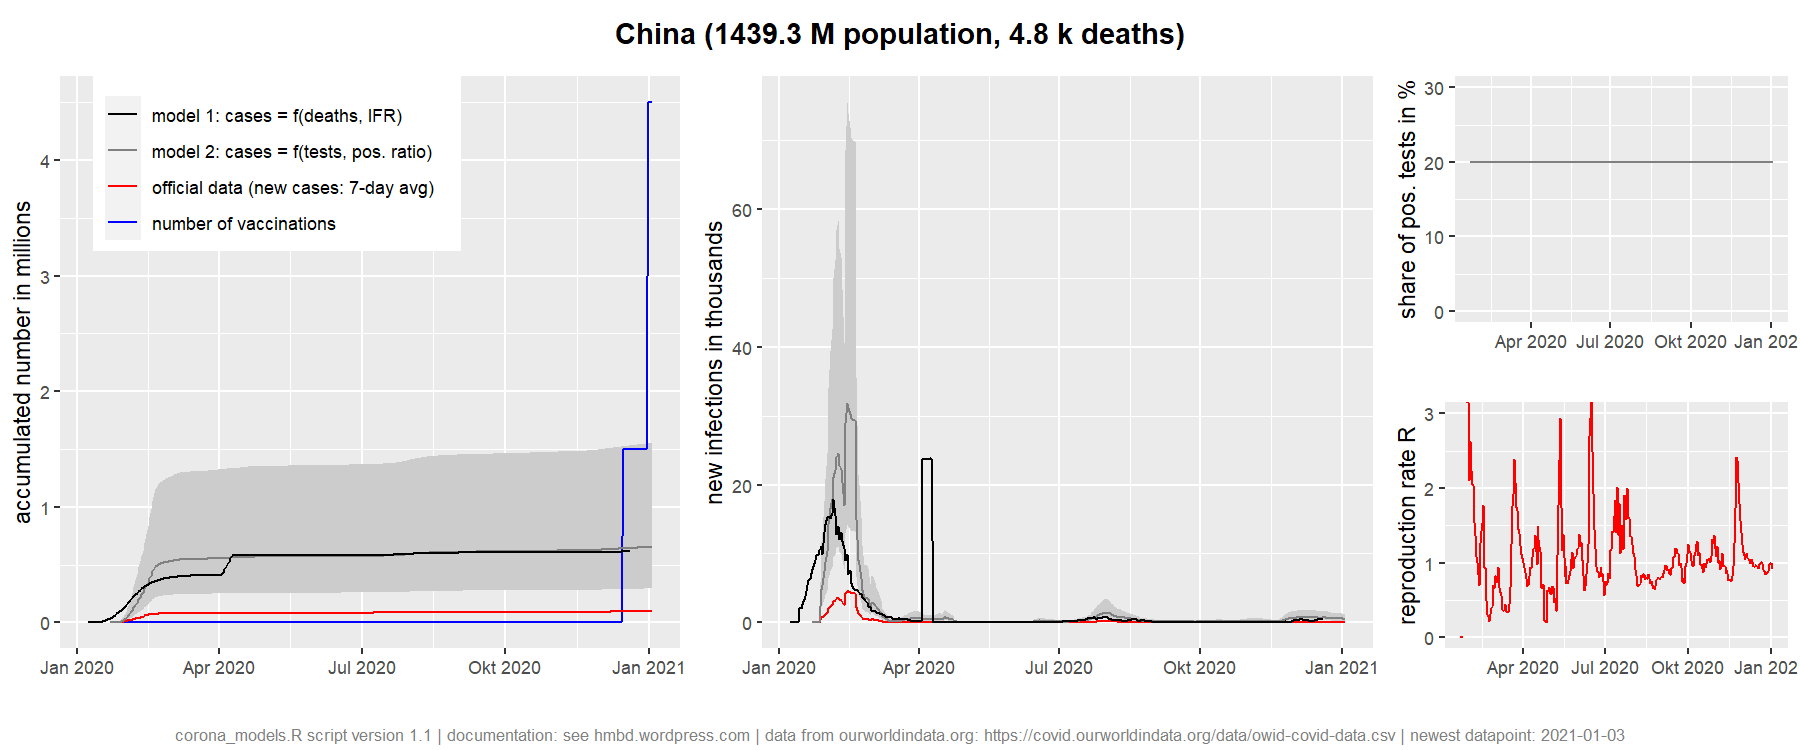 China (1439.3 M population, 4.8 k deaths)
accumulated number in millions
4
3
2
1
0
model 1: cases = f(deaths, IFR)
model 2: cases = f(tests, pos. ratio)
official data (new cases: 7-day avg)
number of vaccinations
Jan 2020 Apr 2020 Jul 2020 Okt 2020 Jan 2021
new infections in thousands
60
40
20
0
Jan 2020 Apr 2020 Jul 2020 Okt 2020 Jan 2021
share of pos. tests in %
30
20
10
0
Apr 2020 Jul 2020 Okt 2020 Jan 202
reproduction rate R
3
2
1
0
Apr 2020 Jul 2020 Okt 2020 Jan 202
corona_models.R script version 1.1 | documentation: see hmbd.wordpress.com | data from ourworldindata.org: https://covid.ourworldindata.org/data/owid-covid-data.csv | newest datapoint: 2021-01-03